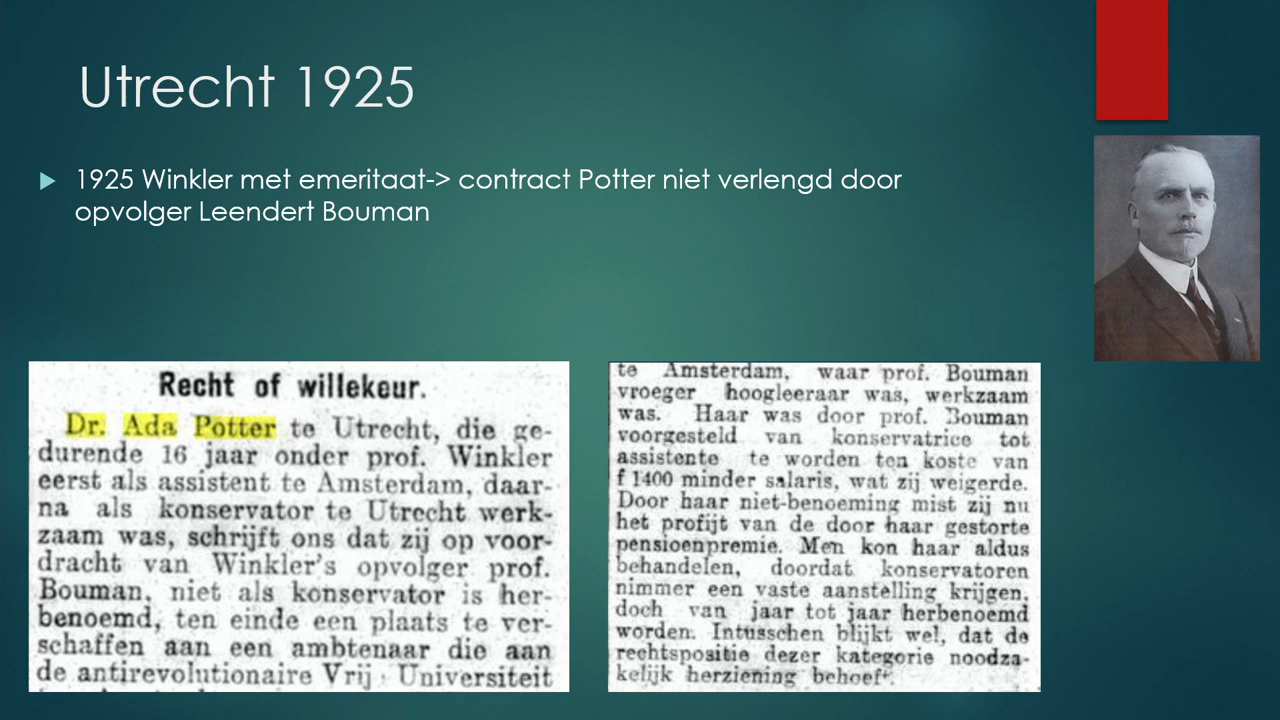 Utrecht 1925
1925 Winkler met emeritaat-> contract Potter niet verlengd door
opvolger Leendert Bouman
Recht of willekeur.
Dr. Ada Potter te Utrecht, die ge-
durende 16 jaar onder prof. Winkler
eerst als assistent te Amsterdam, daar-
na als konservator te Utrecht werk-
zaam was, schrijft ons dat zij op voor-
dracht van Winkler's opvolger prof.
Bouman, niet als konservator is her-
benoemd, ten einde een plaats te ver-
schaffen aan een ambtenaar die aan
de antirevolutionaire Vrij Universiteit
te Amsterdam, waar prof. Bouman
vroeger hoogleeraar was, werkzaam
was. Haar was door prof. Bouman
voorgesteld van konservatrice tot
assistente te worden ten koste van
f 1400 minder salaris, wat zij weigerde.
Door haar niet-benoeming mist zij nu
het profijt van de door haar gestorte
pensioenpremie. Men kon haar aldus
behandelen, doordat konservatoren
nimmer een vaste aanstelling krijgen,
doch van jaar tot jaar herbenoemd
worden. Intusschen blijkt wel, dat de
rechtspositie dezer kategorie noodza-
kelijk herziening behoeft.